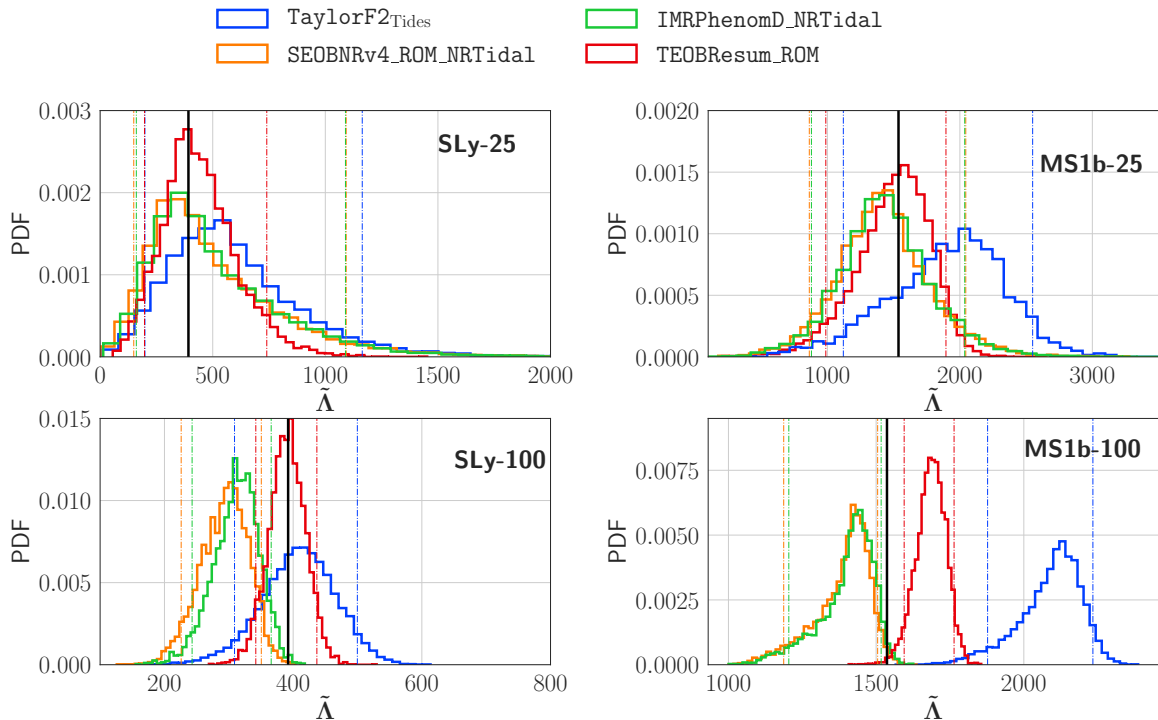 TaylorF2Tides
IMRPhenomD_NRTidal
SEOBNRv4_ROM_NRTidal
TEOBResum_ROM
0.003
0.002
0.001
0.000
PDF
SLy-25
0 500 1000 1500 2000
Λ̃
0.0020
0.0015
0.0010
0.0005
0.0000
PDF
MS1b-25
1000 2000 3000
Λ̃
0.015
0.010
0.005
0.000
PDF
SLy-100
200 400 600 800
Λ̃
0.0075
0.0050
0.0025
0.0000
PDF
MS1b-100
1000 1500 2000
Λ̃